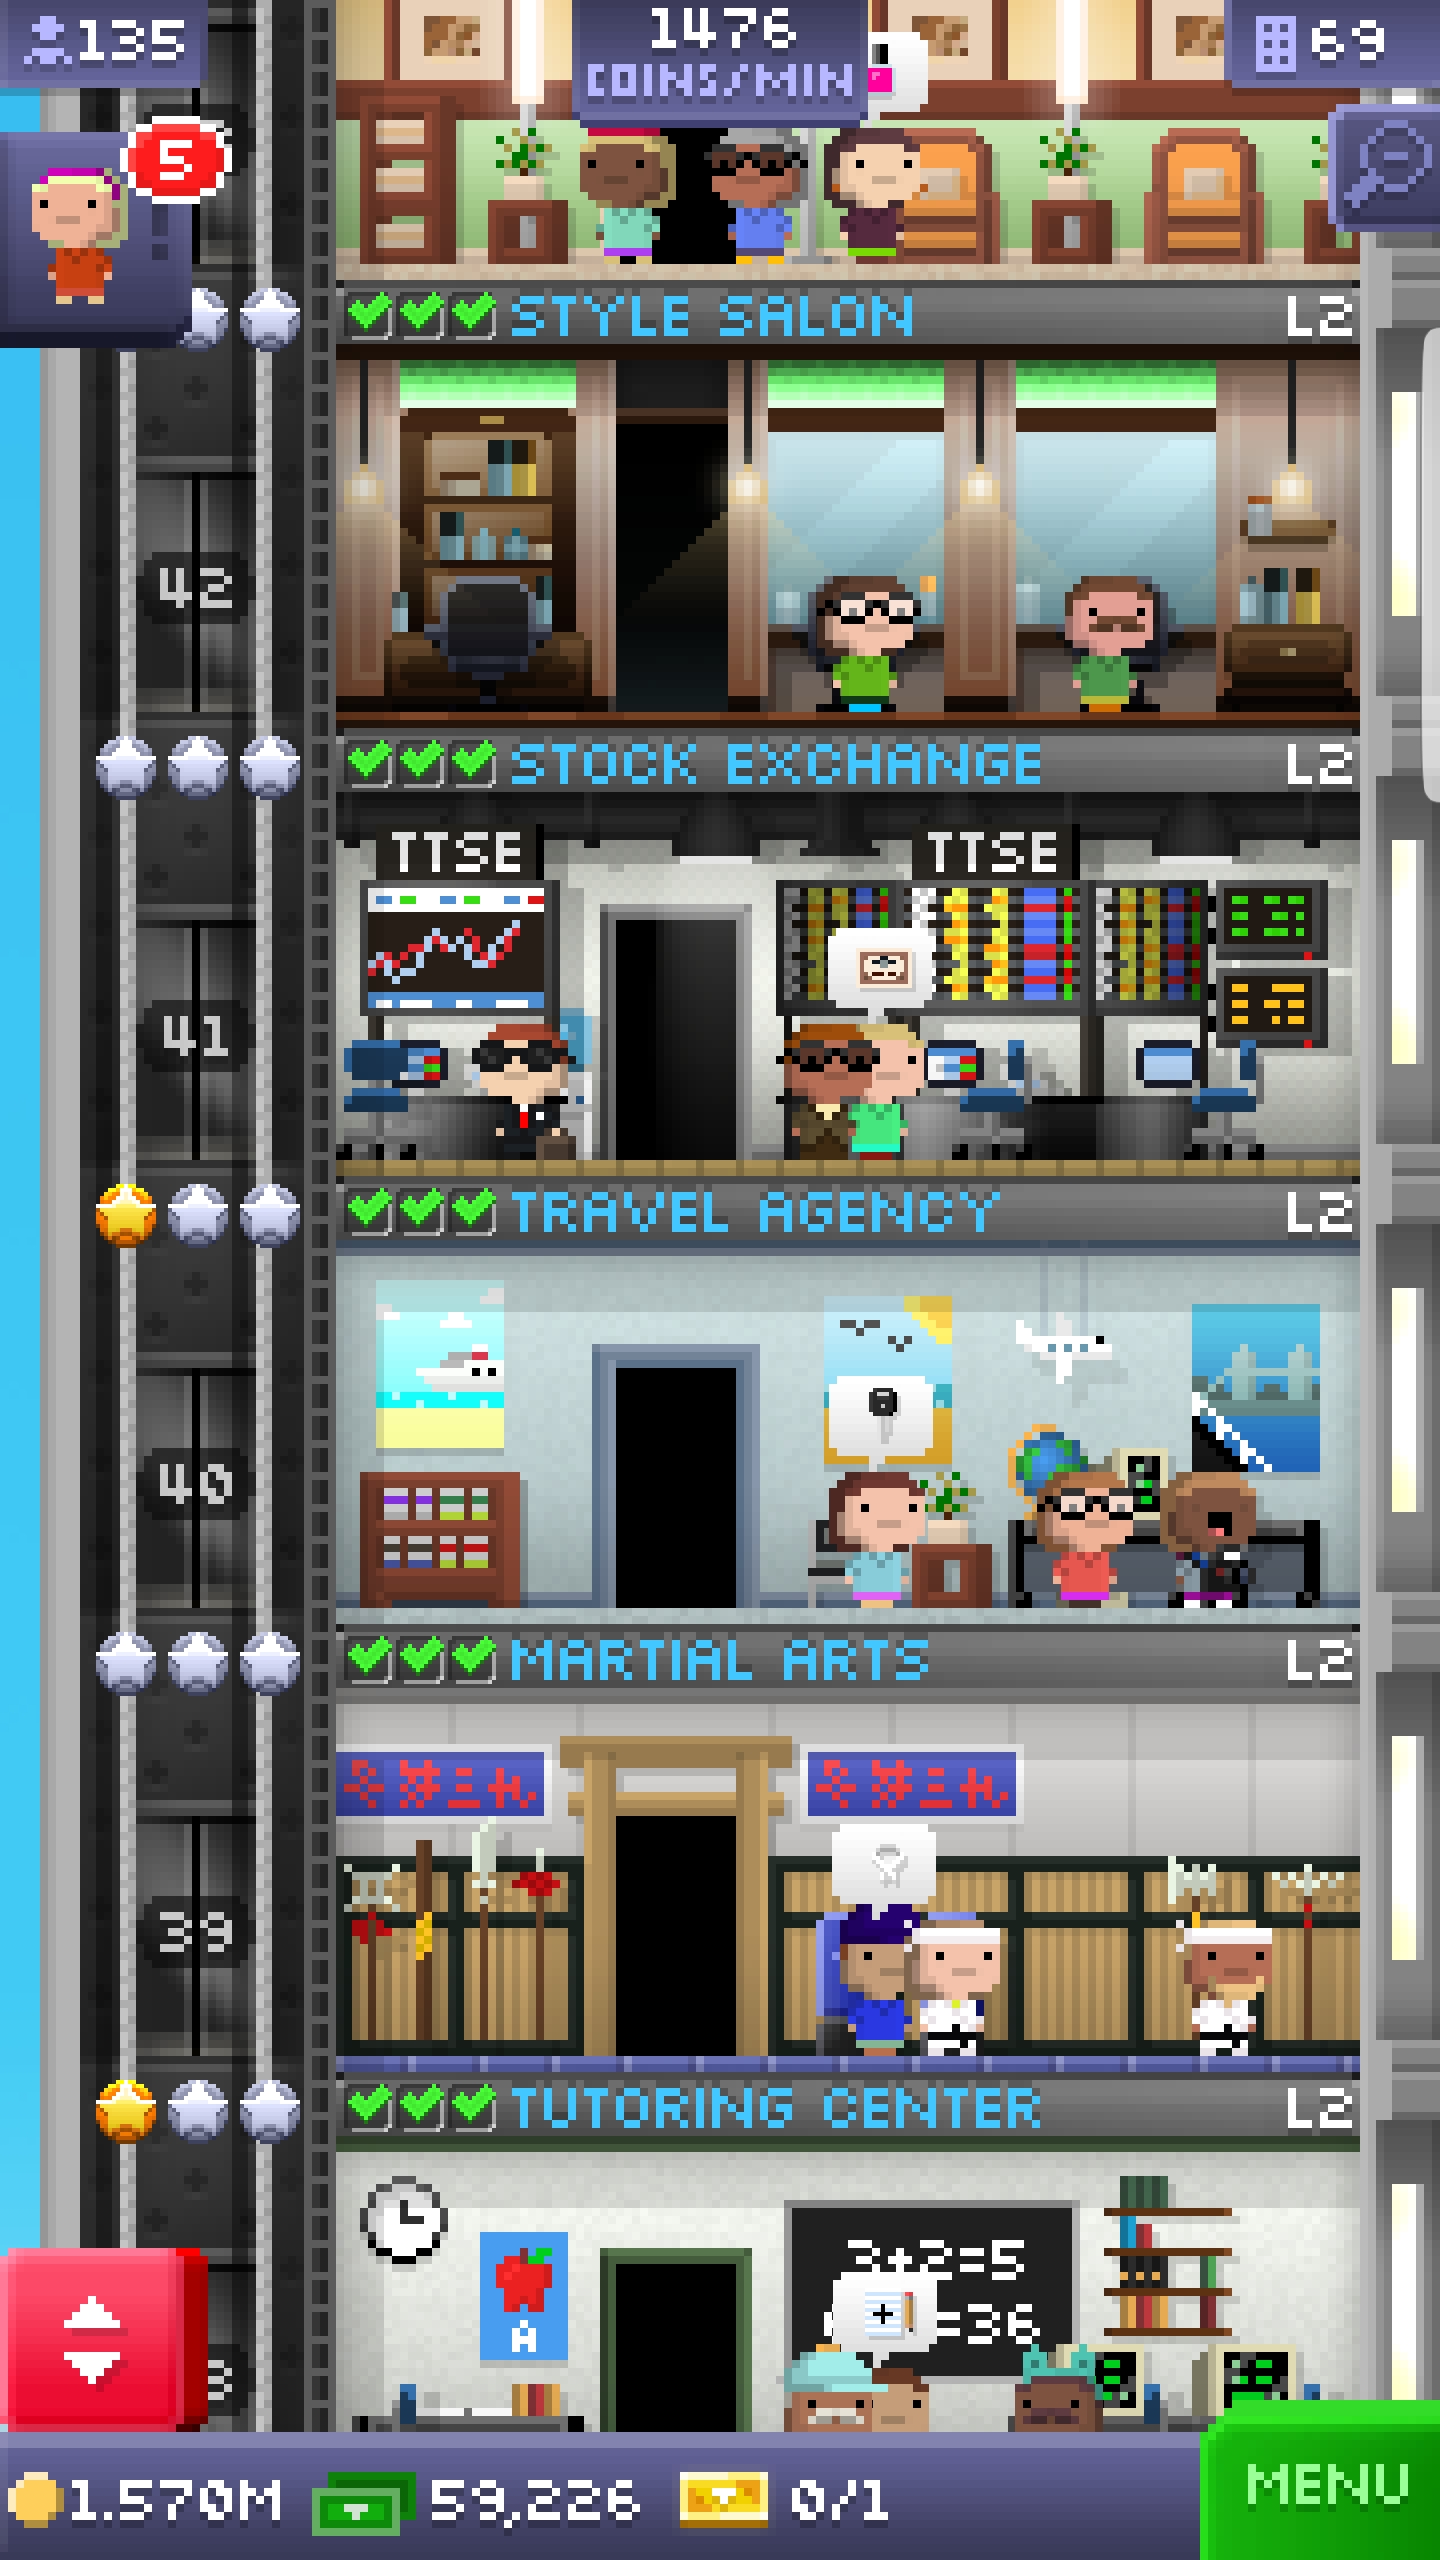 135
1476
COINS/MIN
69
5
STYLE SALON L2
42
STOCK EXCHANGE L2
TTSE TTSE
41
TRAVEL AGENCY L2
40
MARTIAL ARTS L2
39
TUTORING CENTER L2
3+2=5
=36
A
MENU
1.570M 59,226 0/1